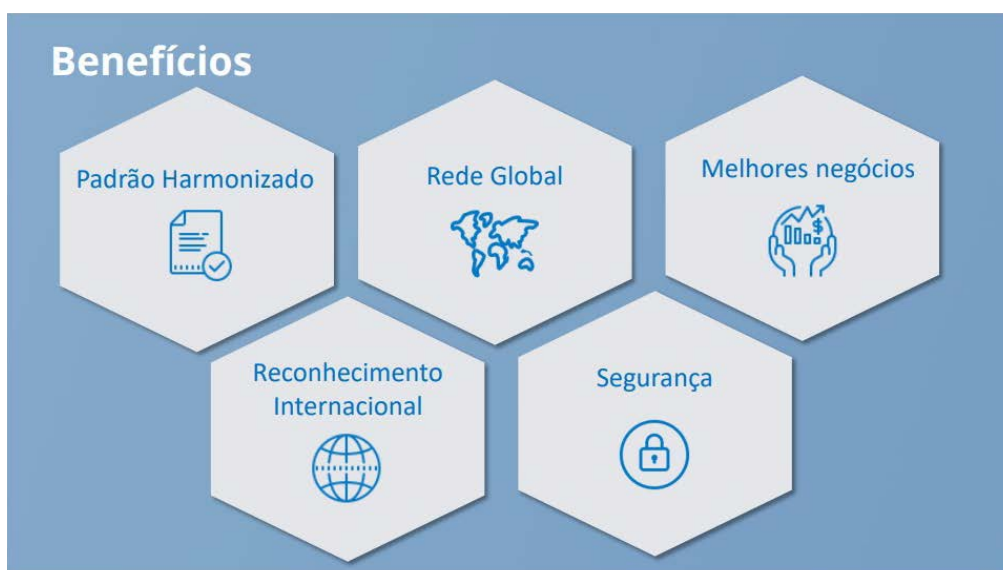 Benefícios
Padrão Harmonizado
Rede Global
Melhores negócios
Reconhecimento
Internacional
Segurança